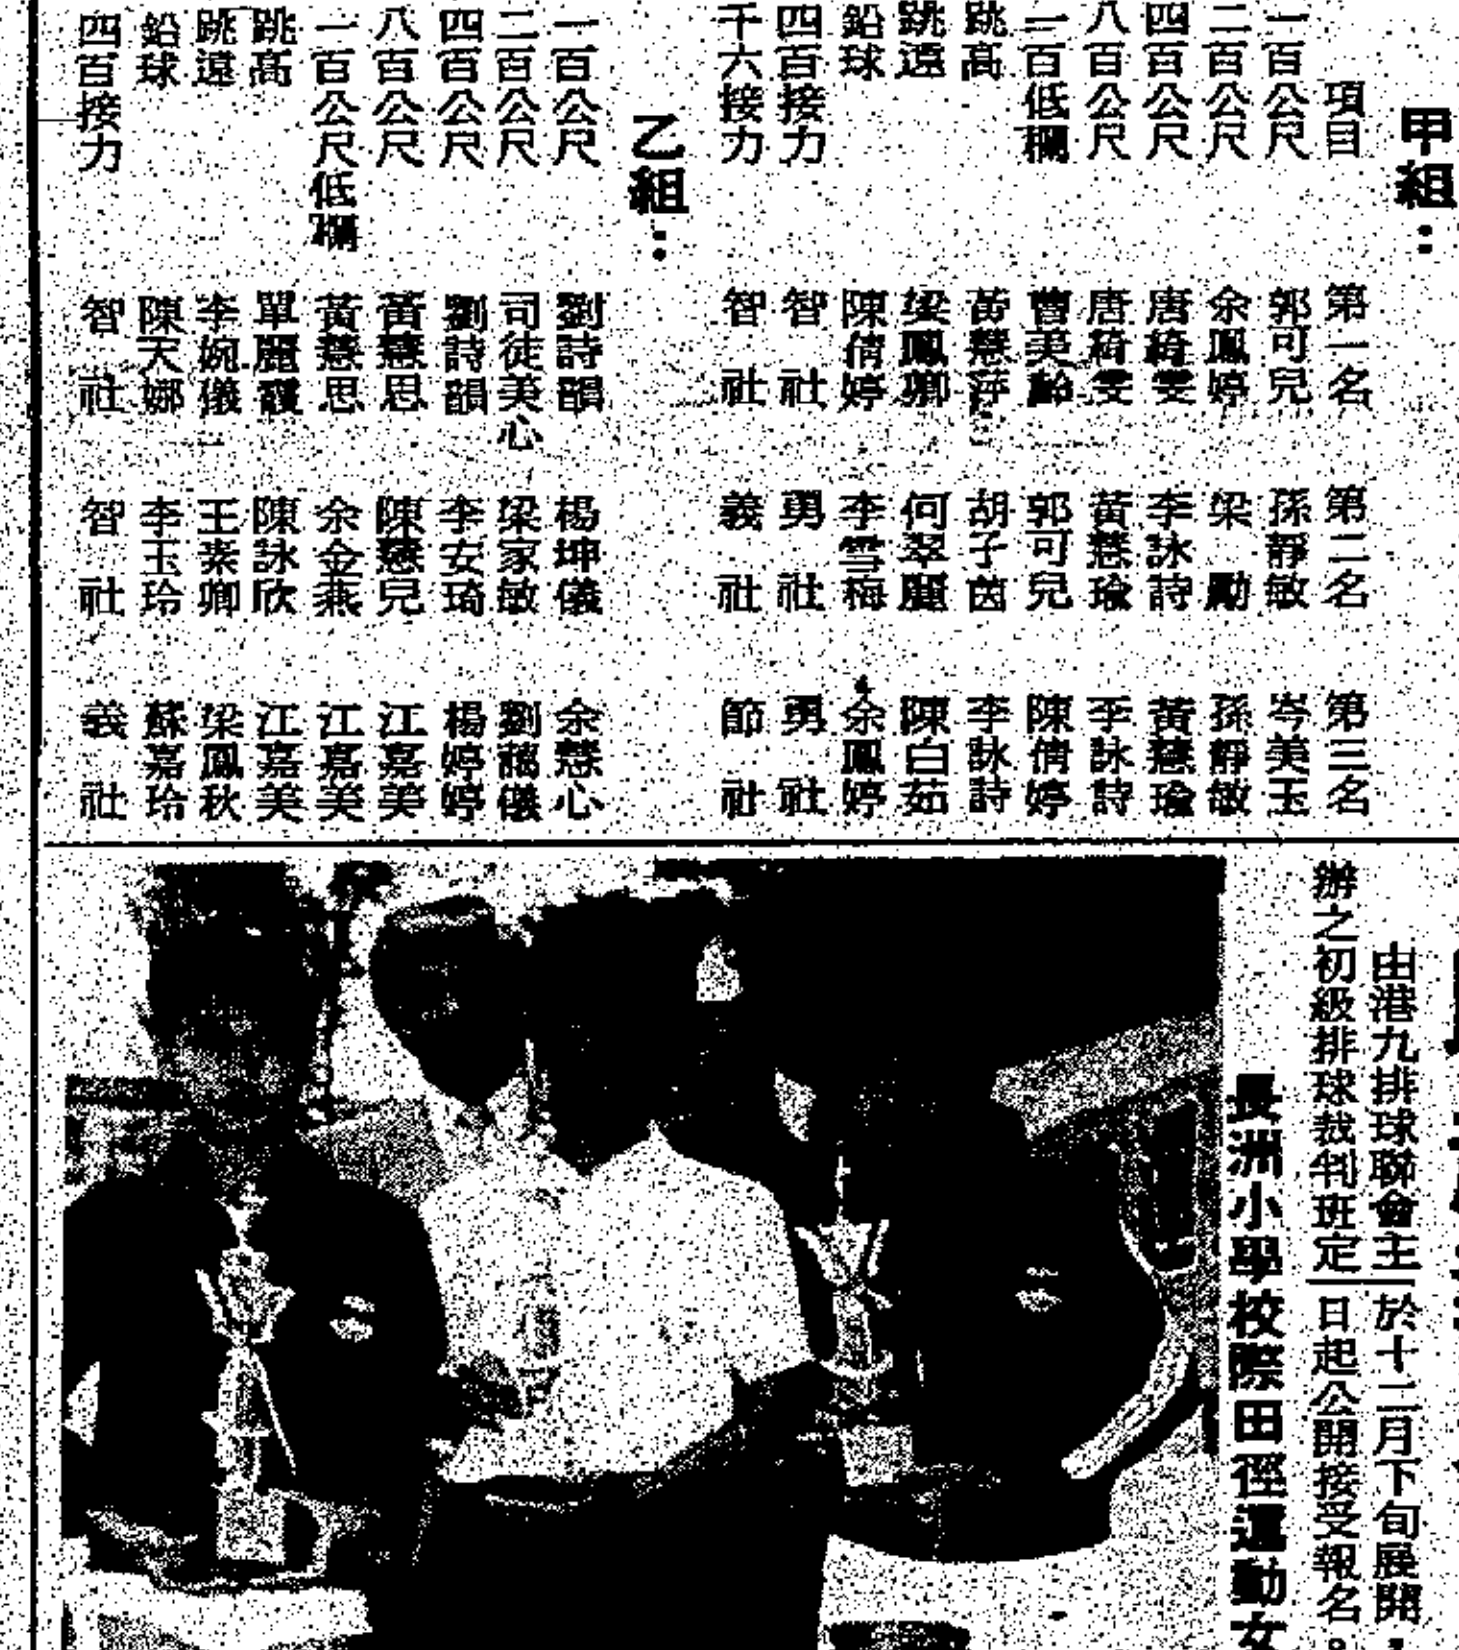 甲組：
項目　第一名　第二名　第三名
一百公尺　郭可兒　孫靜敏　岑美玉
二百公尺　余鳳婷　梁勵　孫靜敏
四百公尺　唐綺雯　李詠詩　黃慧瑜
八百公尺　唐綺雯　黃慧瑜　李詠詩
一百低欄　曹美齡　郭可兒　陳倩婷
跳高　黃慧萍　胡子茵　李詠詩
跳遠　梁鳳卿　何翠麗　陳白茹
鉛球　陳倩婷　李雪梅　余鳳婷
四百接力　智社　勇社　勇社
千六接力　智社　義社　節社
乙組：
一百公尺　劉詩韻　楊坤儀　余慧心
二百公尺　司徒美心　梁家敏　劉藹儀
四百公尺　劉詩韻　李安琦　楊婷婷
八百公尺　黃慧思　陳慧兒　江嘉美
一百公尺低欄　黃慧思　余金燕　江嘉美
跳高　單麗霞　陳詠欣　江嘉美
跳遠　李婉儀　王素卿　梁鳳秋
鉛球　陳天娜　李玉玲　蘇嘉玲
四百接力　智社　智社　義社
由港九排球聯會主
辦之初級排球裁判班定
於十二月下旬展開，
日起公開接受報名。
長洲小學校際田徑運動女